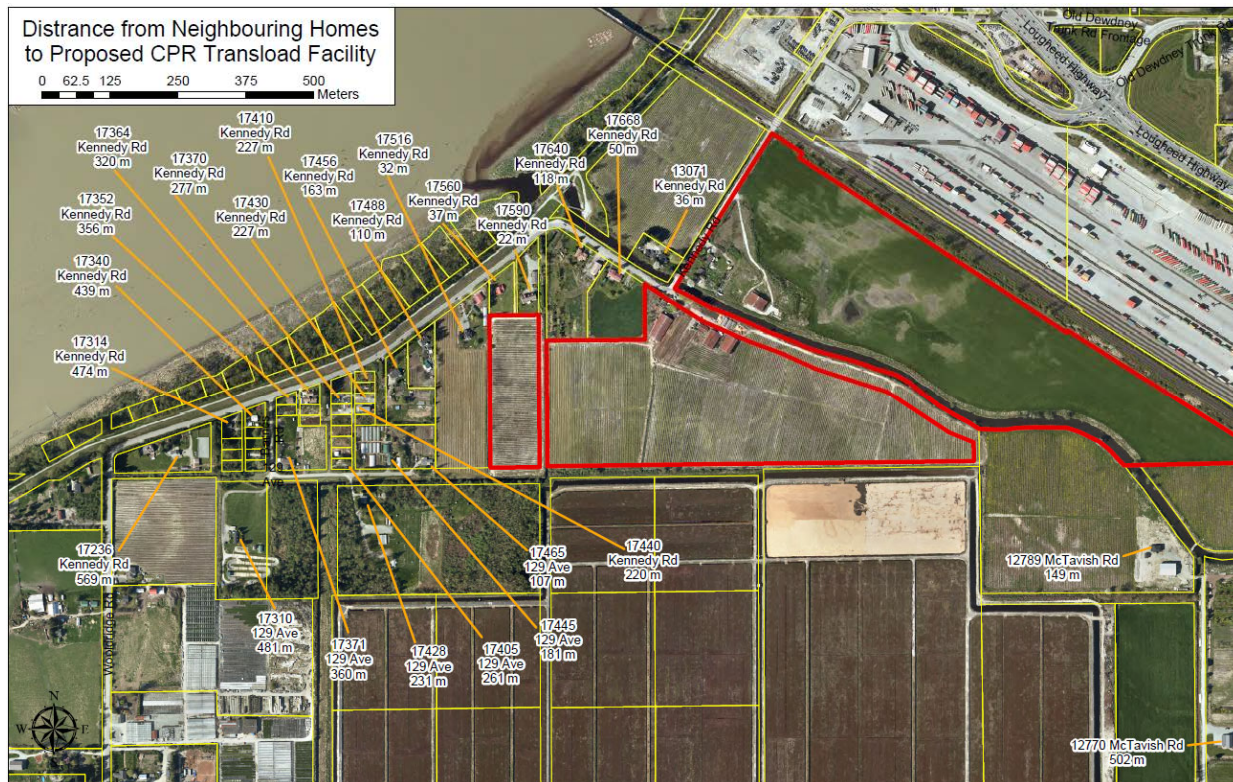 Distrance from Neighbouring Homes
to Proposed CPR Transload Facility
0 62.5 125 250 375 500
Meters
Old Dewdney
Trunk Rd Frontage
Lougheed Highway
Old Dewdney Trunk Rd
Lougheed Highway
17364
Kennedy Rd
320 m
17370
Kennedy Rd
277 m
17410
Kennedy Rd
227 m
17430
Kennedy Rd
227 m
17456
Kennedy Rd
163 m
17488
Kennedy Rd
110 m
17516
Kennedy Rd
32 m
17560
Kennedy Rd
37 m
17590
Kennedy Rd
22 m
17640
Kennedy Rd
118 m
17668
Kennedy Rd
50 m
13071
Kennedy Rd
36 m
Kennedy Rd
17352
Kennedy Rd
356 m
17340
Kennedy Rd
439 m
17314
Kennedy Rd
474 m
Ave
17236
Kennedy Rd
569 m
17310
129 Ave
481 m
17371
129 Ave
360 m
17428
129 Ave
231 m
17405
129 Ave
261 m
17445
129 Ave
181 m
17465
129 Ave
107 m
17440
Kennedy Rd
220 m
12789 McTavish Rd
149 m
12770 McTavish Rd
502 m
Woolridge Rd
N
W
E
S